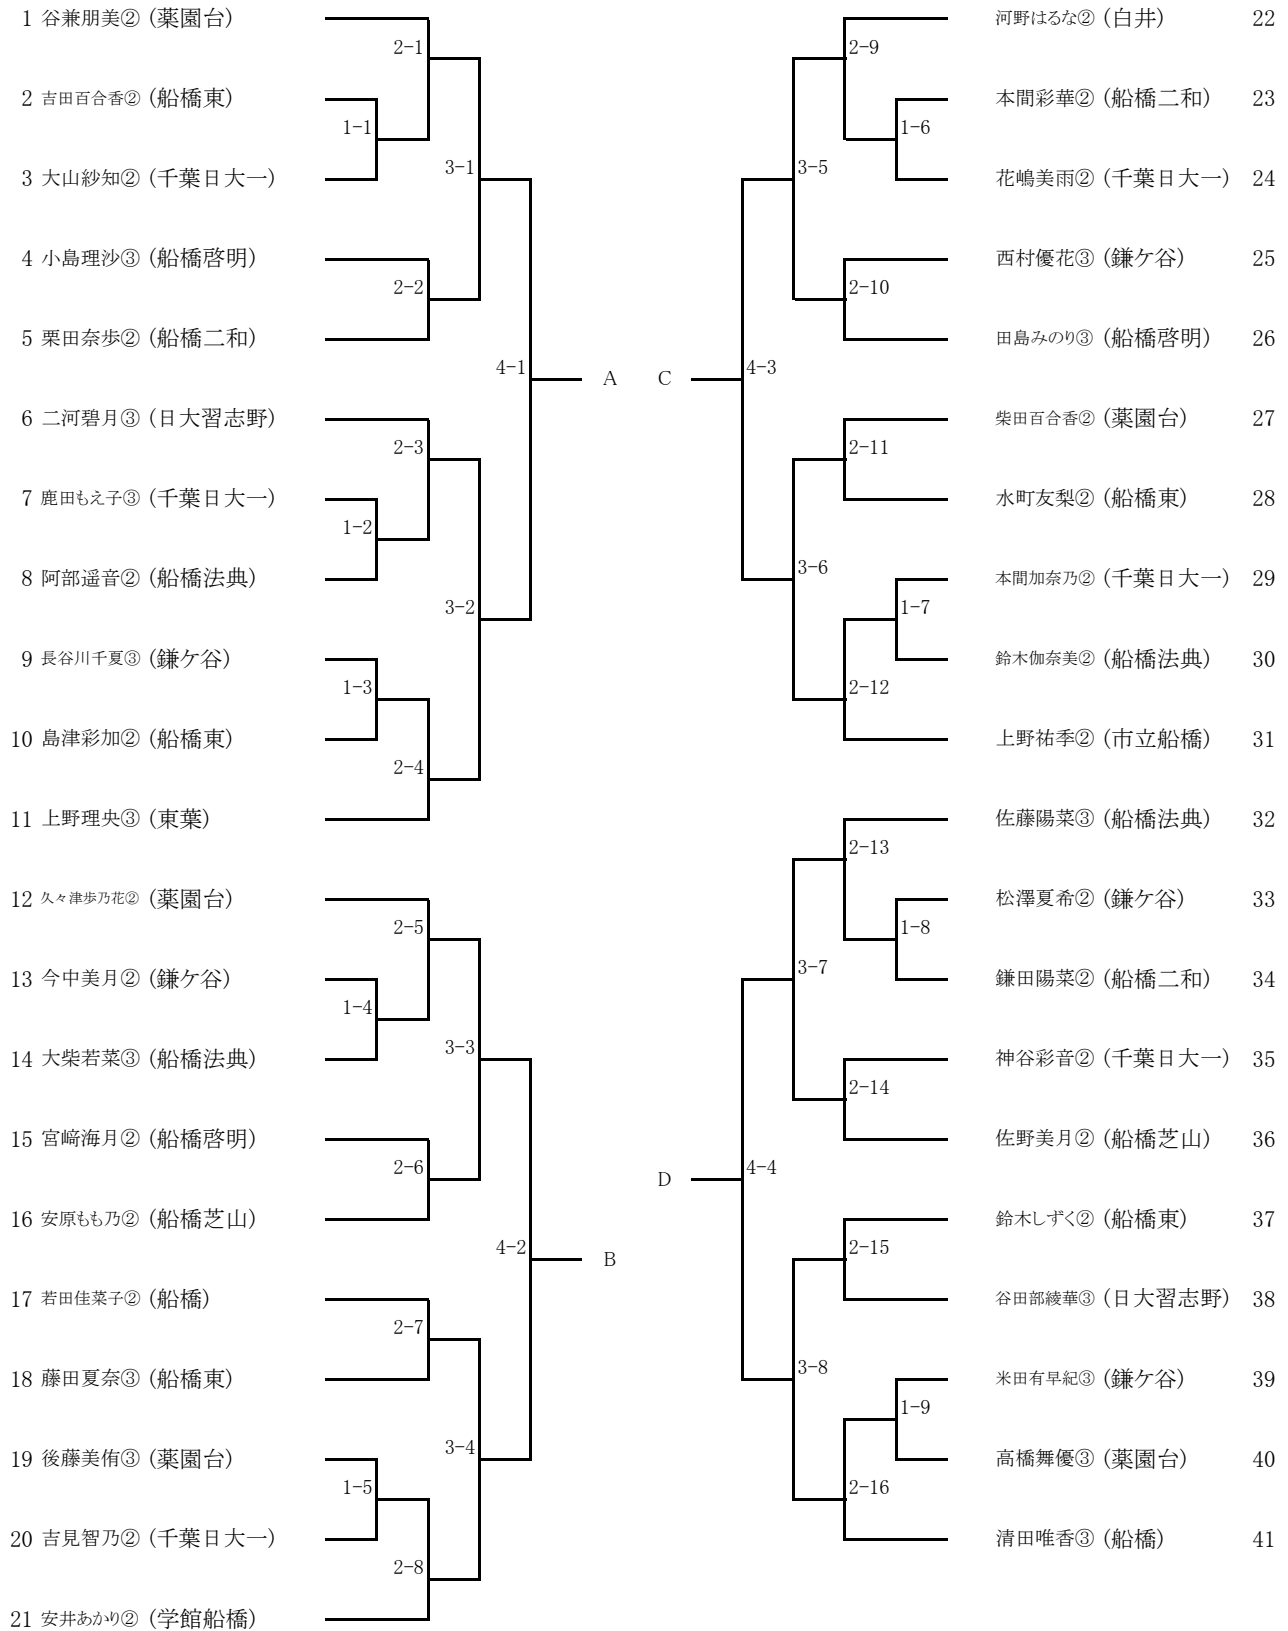 1 谷兼朋美② (薬園台)
2-1
2 吉田百合香② (船橋東)
1-1
3 大山紗知② (千葉日大一)
3-1
4 小島理沙③ (船橋啓明)
2-2
5 栗田奈歩② (船橋二和)
4-1
A
6 二河碧月③ (日大習志野)
2-3
7 鹿田もえ子③ (千葉日大一)
1-2
8 阿部遥音② (船橋法典)
3-2
9 長谷川千夏③ (鎌ケ谷)
1-3
10 島津彩加② (船橋東)
2-4
11 上野理央③ (東葉)
12 久々津歩乃花② (薬園台)
2-5
13 今中美月② (鎌ケ谷)
1-4
14 大柴若菜③ (船橋法典)
3-3
15 宮﨑海月② (船橋啓明)
2-6
16 安原もも乃② (船橋芝山)
4-2
B
17 若田佳菜子② (船橋)
2-7
18 藤田夏奈③ (船橋東)
3-4
19 後藤美侑③ (薬園台)
1-5
20 吉見智乃② (千葉日大一)
2-8
21 安井あかり② (学館船橋)
河野はるな② (白井) 22
2-9
本間彩華② (船橋二和) 23
1-6
花嶋美雨② (千葉日大一) 24
3-5
西村優花③ (鎌ケ谷) 25
2-10
田島みのり③ (船橋啓明) 26
C
4-3
柴田百合香② (薬園台) 27
2-11
水町友梨② (船橋東) 28
3-6
本間加奈乃② (千葉日大一) 29
1-7
鈴木伽奈美② (船橋法典) 30
2-12
上野祐季② (市立船橋) 31
佐藤陽菜③ (船橋法典) 32
2-13
松澤夏希② (鎌ケ谷) 33
1-8
鎌田陽菜② (船橋二和) 34
3-7
神谷彩音② (千葉日大一) 35
2-14
佐野美月② (船橋芝山) 36
D
4-4
鈴木しずく② (船橋東) 37
2-15
谷田部綾華③ (日大習志野) 38
3-8
米田有早紀③ (鎌ケ谷) 39
1-9
高橋舞優③ (薬園台) 40
2-16
清田唯香③ (船橋) 41